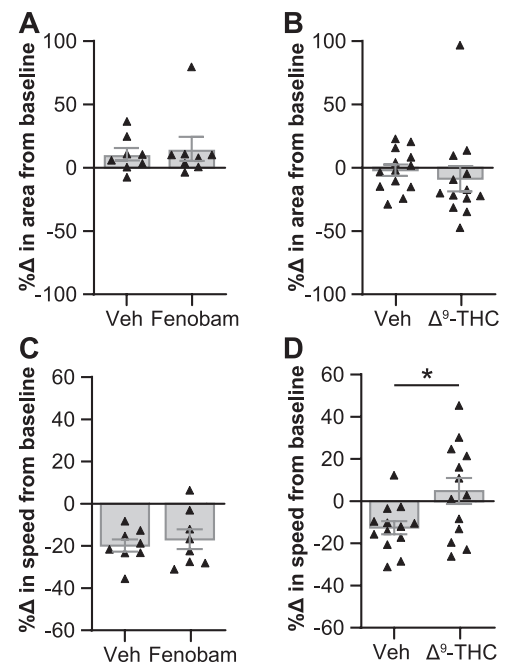 A
%Δ in area from baseline
100
50
0
-50
-100
Veh Fenobam
B
%Δ in area from baseline
100
50
0
-50
-100
Veh Δ⁹-THC
C
%Δ in speed from baseline
60
40
20
0
-20
-40
-60
Veh Fenobam
D
%Δ in speed from baseline
60
40
20
0
-20
-40
-60
*
Veh Δ⁹-THC